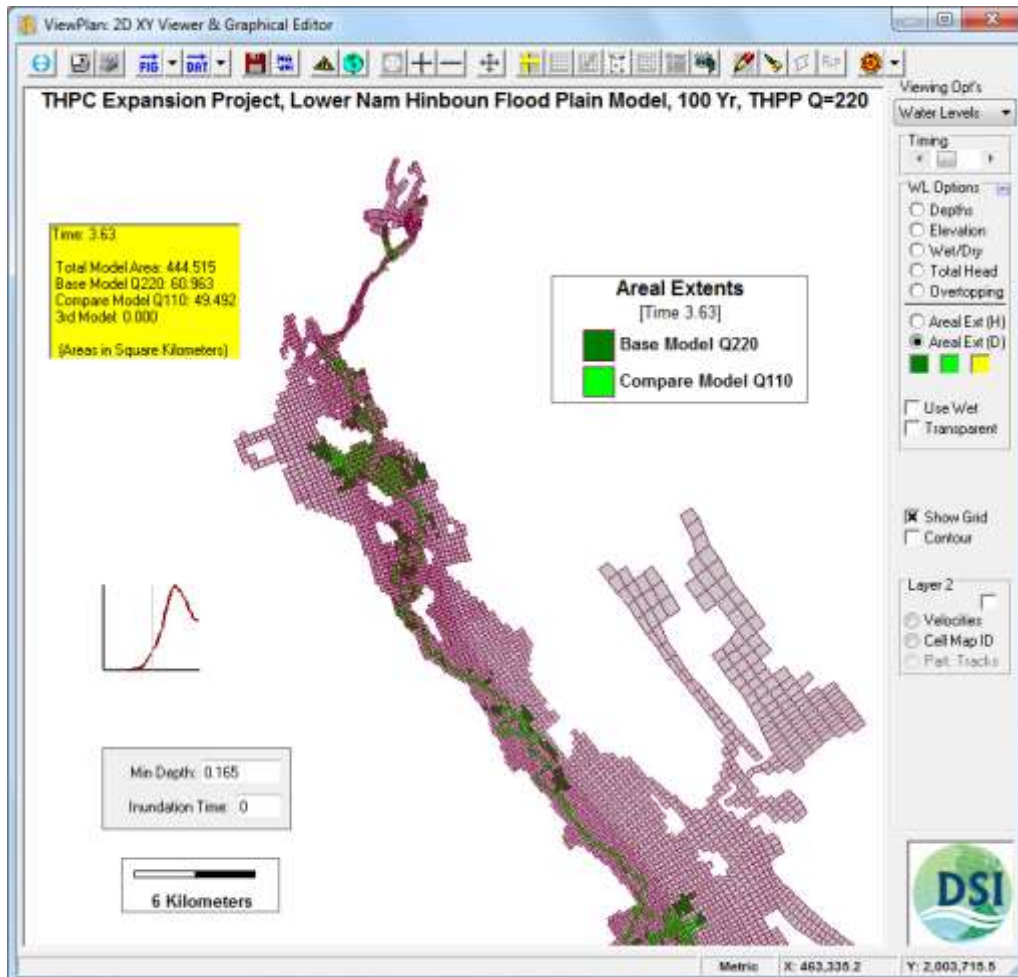 ViewPlan: 2D XY Viewer & Graphical Editor
FIG
DAT
THPC Expansion Project, Lower Nam Hinboun Flood Plain Model, 100 Yr, THPP Q=220
Time: 3.63
Total Model Area: 444.515
Base Model Q220: 60.963
Compare Model Q110: 49.492
3rd Model: 0.000
(Areas in Square Kilometers)
Areal Extents
[Time 3.63]
Base Model Q220
Compare Model Q110
Min Depth: 0.165
Inundation Time: 0
6 Kilometers
Viewing Opt's
Water Levels
Timing
WL Options
Depths
Elevation
Wet/Dry
Total Head
Overtopping
Areal Ext (H)
Areal Ext (D)
Use Wet
Transparent
Show Grid
Contour
Layer 2
Velocities
Cell Map ID
Part. Tracks
DSI
Metric
X: 463,335.2
Y: 2,003,715.5